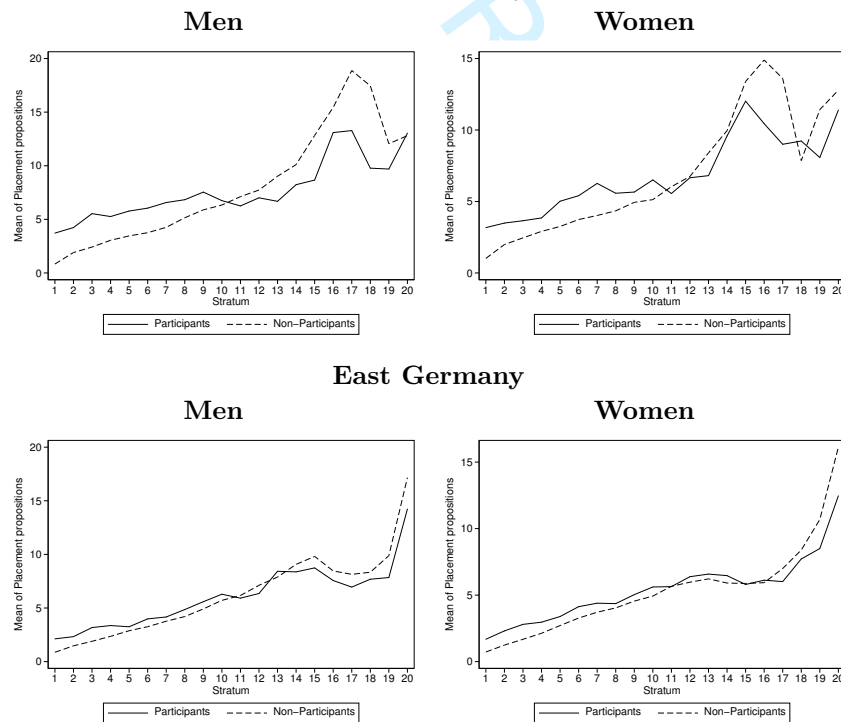 Men
Women
Mean of Placement propositions
20
15
10
5
0
1 2 3 4 5 6 7 8 9 10 11 12 13 14 15 16 17 18 19 20
Stratum
Participants Non−Participants
Mean of Placement propositions
15
10
5
0
1 2 3 4 5 6 7 8 9 10 11 12 13 14 15 16 17 18 19 20
Stratum
Participants Non−Participants
East Germany
Men
Women
Mean of Placement propositions
20
15
10
5
0
1 2 3 4 5 6 7 8 9 10 11 12 13 14 15 16 17 18 19 20
Stratum
Participants Non−Participants
Mean of Placement propositions
15
10
5
0
1 2 3 4 5 6 7 8 9 10 11 12 13 14 15 16 17 18 19 20
Stratum
Participants Non−Participants